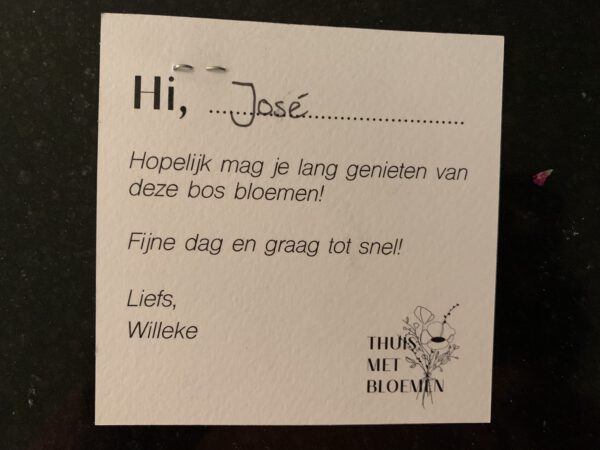 Hi, José
Hopelijk mag je lang genieten van
deze bos bloemen!
Fijne dag en graag tot snel!
Liefs,
Willeke
THUIS
MET
BLOEMEN